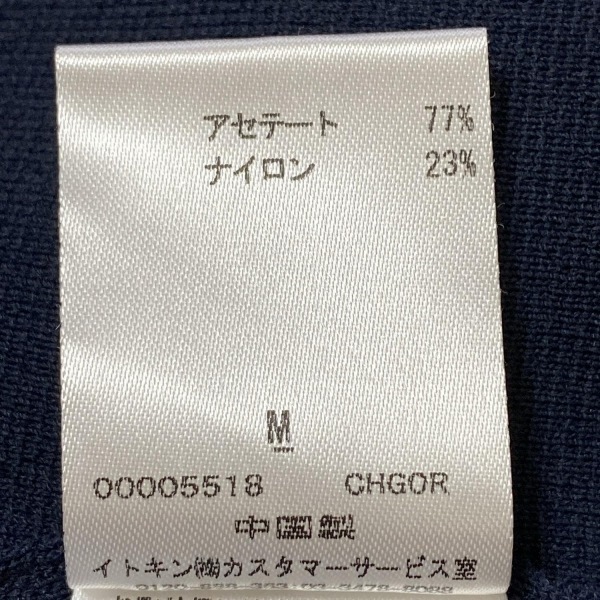 アセテート 77%
ナイロン 23%
M
00005518 CHGOR
中国製
イトキン㈱カスタマーサービス室